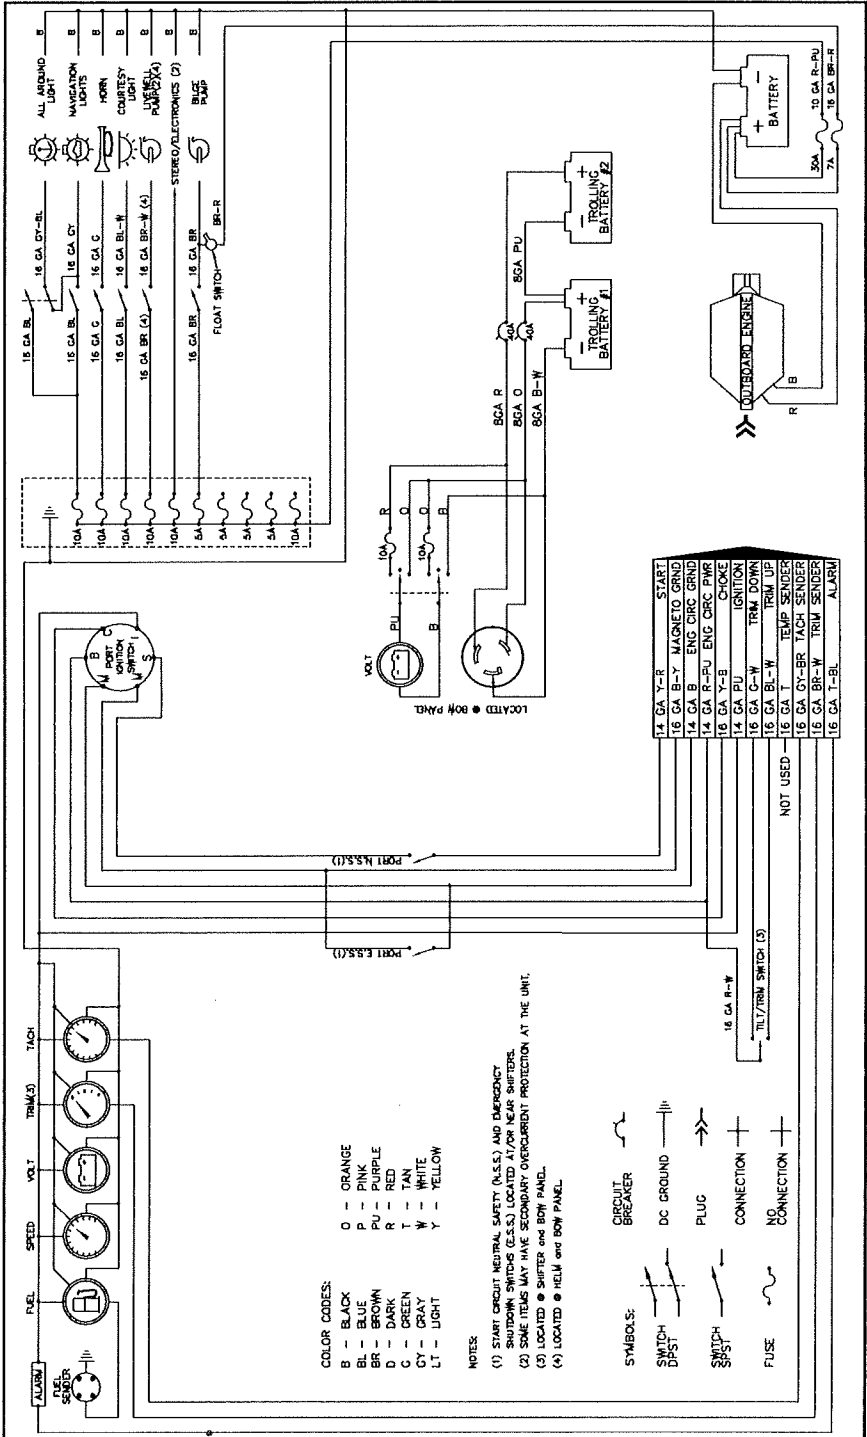 ALL AROUND
LIGHT
NAVIGATION
LIGHTS
HORN
COURTESY
LIGHT
LIVEWELL
PUMP(2)(4)
STEREO/ELECTRONICS (2)
BILGE
PUMP
B
B
B
B
B
B
B
16 GA GY-BL
16 GA GY
16 GA G
16 GA BL-W
16 GA BR-W (4)
16 GA BR
BR-R
FLOAT SWITCH
16 GA BL
16 GA BL
16 GA G
16 GA BL
16 GA BR (4)
16 GA BR
10A
10A
10A
10A
10A
5A
5A
5A
5A
10A
BATTERY
-
+
10 GA R-PU
16 GA BR-R
30A
7A
TROLLING
BATTERY #2
+
-
8GA PU
TROLLING
BATTERY #1
+
-
40A
40A
8GA R
8GA O
8GA B-W
R
O
O
B
10A
10A
PU
B
VOLT
LOCATED @ BOW PANEL
OUTBOARD ENGINE
R
B
PORT
IGNITION
SWITCH
B
C
I
S
M
M
PORT N.S.S.(1)
PORT E.S.S.(1)
14 GA Y-R START
16 GA B-Y MAGNETO GRND
14 GA B ENG CIRC GRND
14 GA R-PU ENG CIRC PWR
16 GA Y-B CHOKE
14 GA PU IGNITION
16 GA G-W TRIM DOWN
16 GA BL-W TRIM UP
16 GA T TEMP SENDER
16 GA GY-BR TACH SENDER
16 GA BR-W TRIM SENDER
16 GA T-BL ALARM
NOT USED
16 GA R-W
TILT/TRIM SWITCH (3)
TACH
TRIM(3)
VOLT
SPEED
FUEL
ALARM
FUEL
SENDER
COLOR CODES:
B - BLACK O - ORANGE
BL - BLUE P - PINK
BR - BROWN PU - PURPLE
D - DARK R - RED
G - GREEN T - TAN
GY - GRAY W - WHITE
LT - LIGHT Y - YELLOW
NOTES:
(1) START CIRCUIT NEUTRAL SAFETY (N.S.S.) AND EMERGENCY
SHUTDOWN SWITCHS (E.S.S.) LOCATED AT/OR NEAR SHIFTERS.
(2) SOME ITEMS MAY HAVE SECONDARY OVERCURRENT PROTECTION AT THE UNIT.
(3) LOCATED @ SHIFTER and BOW PANEL.
(4) LOCATED @ HELM and BOW PANEL
SYMBOLS:
SWITCH
DPST
SWITCH
SPST
FUSE
CIRCUIT
BREAKER
DC GROUND
PLUG
CONNECTION
NO
CONNECTION